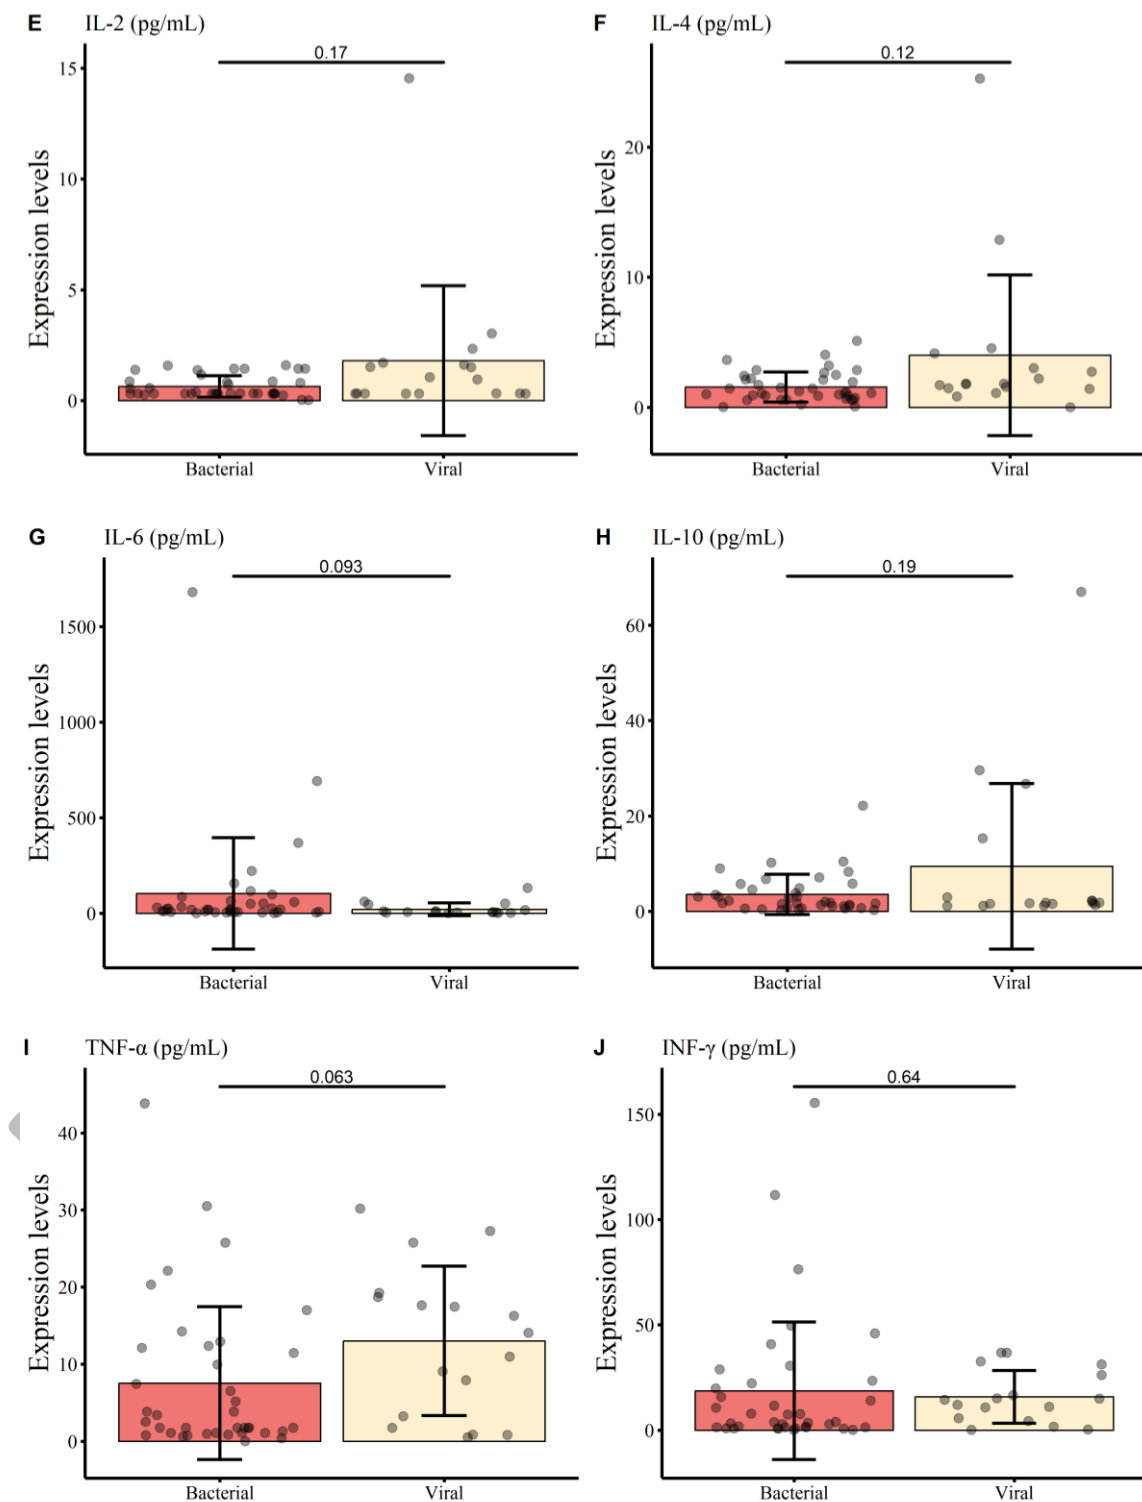 E IL-2 (pg/mL)
0.17
Expression levels
15
10
5
0
Bacterial Viral
F IL-4 (pg/mL)
0.12
Expression levels
20
10
0
Bacterial Viral
G IL-6 (pg/mL)
0.093
Expression levels
1500
1000
500
0
Bacterial Viral
H IL-10 (pg/mL)
0.19
Expression levels
60
40
20
0
Bacterial Viral
I TNF-α (pg/mL)
0.063
Expression levels
40
30
20
10
0
Bacterial Viral
J INF-γ (pg/mL)
0.64
Expression levels
150
100
50
0
Bacterial Viral